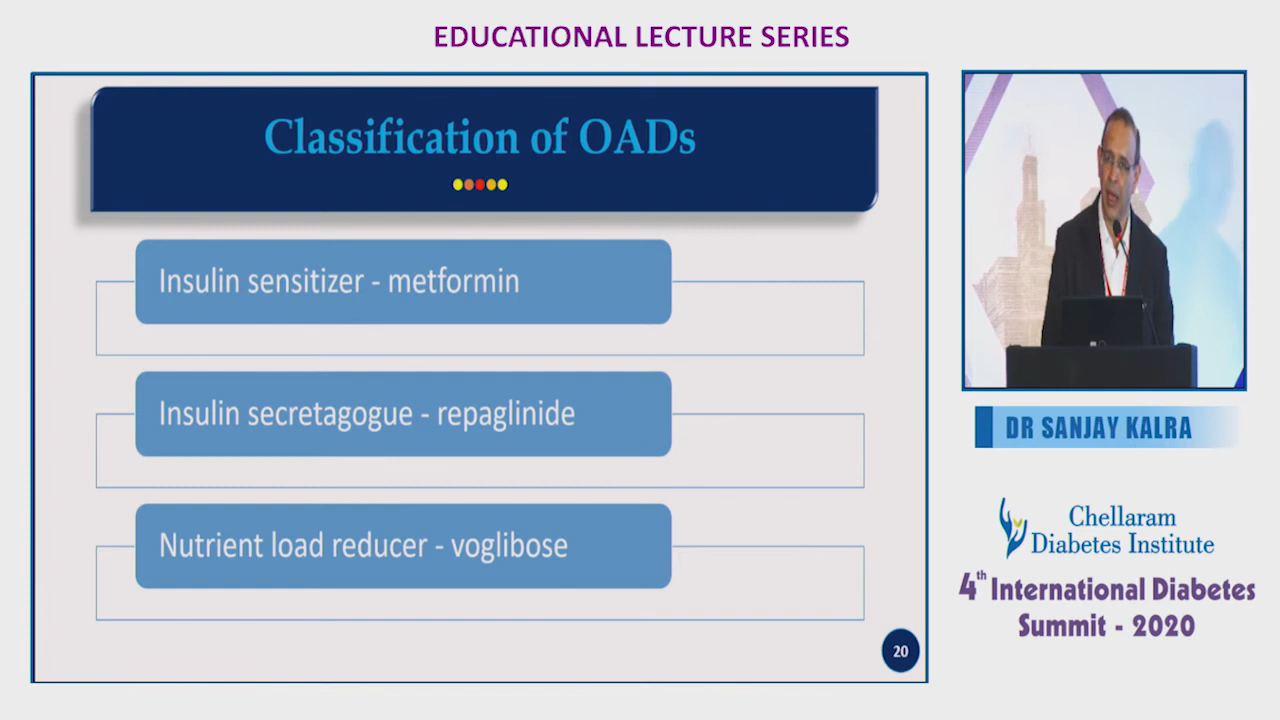 EDUCATIONAL LECTURE SERIES
Classification of OADs
Insulin sensitizer - metformin
Insulin secretagogue - repaglinide
Nutrient load reducer - voglibose
20
DR SANJAY KALRA
Chellaram
Diabetes Institute
4th International Diabetes
Summit - 2020